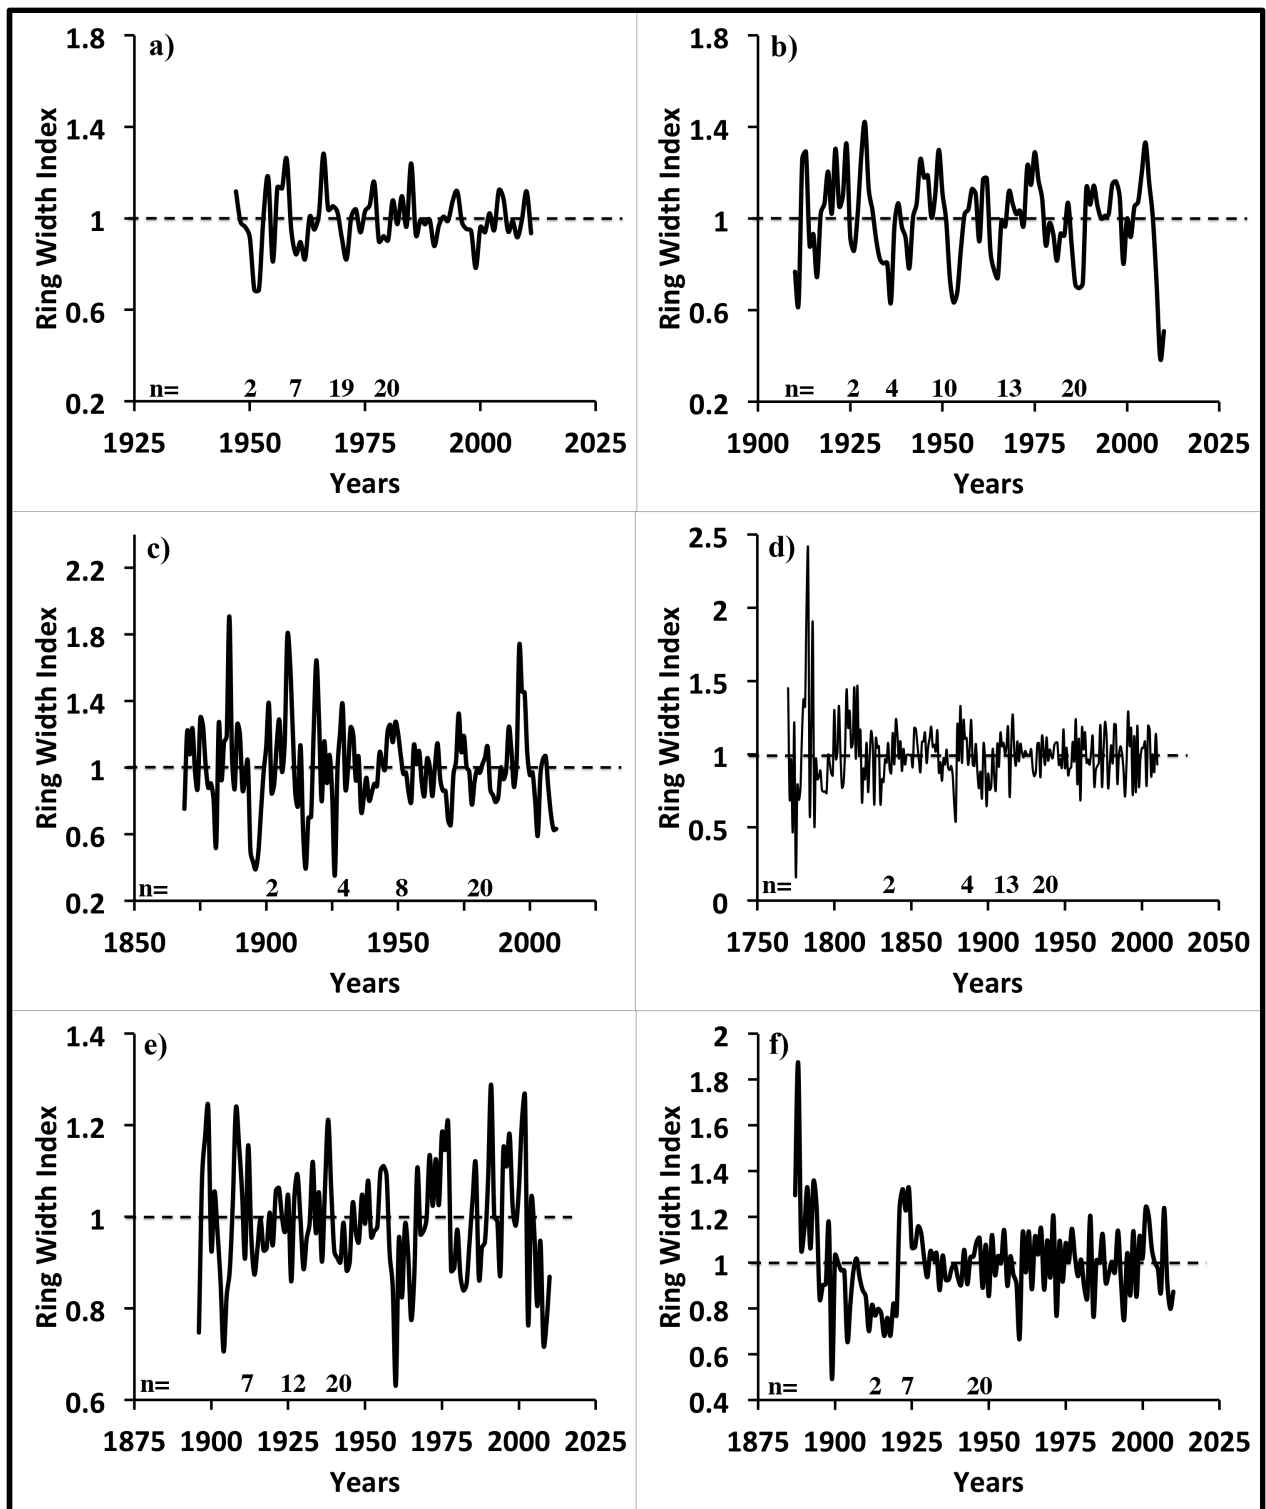 a)
1.8
1.4
1
0.6
0.2
Ring Width Index
n= 2 7 19 20
1925 1950 1975 2000 2025
Years
b)
1.8
1.4
1
0.6
0.2
Ring Width Index
n= 2 4 10 13 20
1900 1925 1950 1975 2000 2025
Years
c)
2.2
1.8
1.4
1
0.6
0.2
Ring Width Index
n= 2 4 8 20
1850 1900 1950 2000
Years
d)
2.5
2
1.5
1
0.5
0
Ring Width Index
n= 2 4 13 20
1750 1800 1850 1900 1950 2000 2050
Years
e)
1.4
1.2
1
0.8
0.6
Ring Width Index
n= 7 12 20
1875 1900 1925 1950 1975 2000 2025
Years
f)
2
1.8
1.6
1.4
1.2
1
0.8
0.6
0.4
Ring Width Index
n= 2 7 20
1875 1900 1925 1950 1975 2000 2025
Years